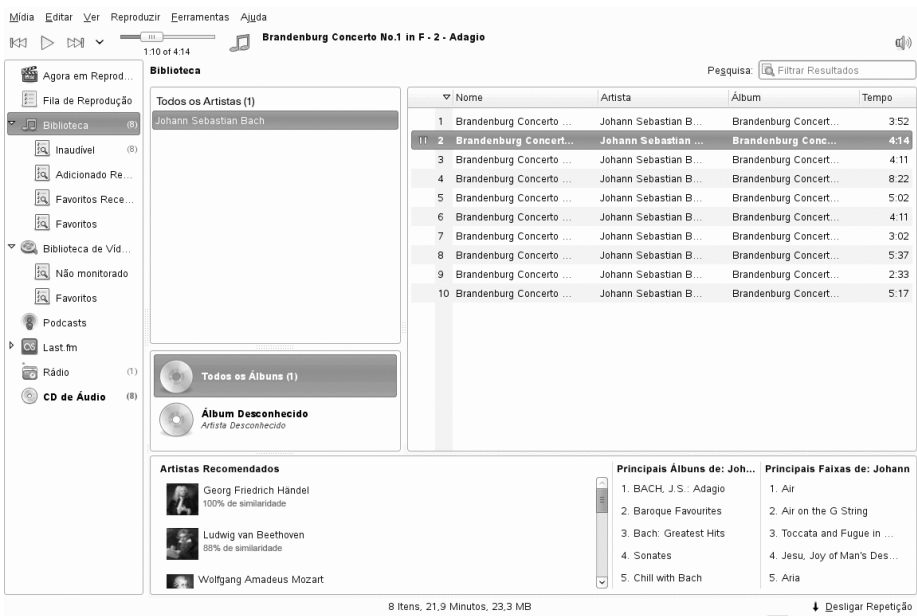 Mídia Editar Ver Reproduzir Ferramentas Ajuda
1:10 of 4:14
Brandenburg Concerto No.1 in F - 2 - Adagio
Agora em Reprod...
Fila de Reprodução
Biblioteca (8)
Inaudível (8)
Adicionado Re...
Favoritos Rece...
Favoritos
Biblioteca de Víd...
Não monitorado
Favoritos
Podcasts
Last.fm
Rádio (1)
CD de Áudio (8)
Biblioteca
Pesquisa: Filtrar Resultados
Todos os Artistas (1)
Johann Sebastian Bach
Todos os Álbuns (1)
Álbum Desconhecido
Artista Desconhecido
Nome Artista Álbum Tempo
1 Brandenburg Concerto ... Johann Sebastian B... Brandenburg Concert... 3:52
2 Brandenburg Concert... Johann Sebastian ... Brandenburg Conc... 4:14
3 Brandenburg Concerto ... Johann Sebastian B... Brandenburg Concert... 4:11
4 Brandenburg Concerto ... Johann Sebastian B... Brandenburg Concert... 8:22
5 Brandenburg Concerto ... Johann Sebastian B... Brandenburg Concert... 5:02
6 Brandenburg Concerto ... Johann Sebastian B... Brandenburg Concert... 4:11
7 Brandenburg Concerto ... Johann Sebastian B... Brandenburg Concert... 3:02
8 Brandenburg Concerto ... Johann Sebastian B... Brandenburg Concert... 5:37
9 Brandenburg Concerto ... Johann Sebastian B... Brandenburg Concert... 2:33
10 Brandenburg Concerto ... Johann Sebastian B... Brandenburg Concert... 5:17
Artistas Recomendados
Georg Friedrich Händel
100% de similaridade
Ludwig van Beethoven
88% de similaridade
Wolfgang Amadeus Mozart
Principais Álbuns de: Joh...
1. BACH, J.S.: Adagio
2. Baroque Favourites
3. Bach: Greatest Hits
4. Sonates
5. Chill with Bach
Principais Faixas de: Johann
1. Air
2. Air on the G String
3. Toccata and Fugue in ...
4. Jesu, Joy of Man's Des...
5. Aria
8 Itens, 21,9 Minutos, 23,3 MB
Desligar Repetição